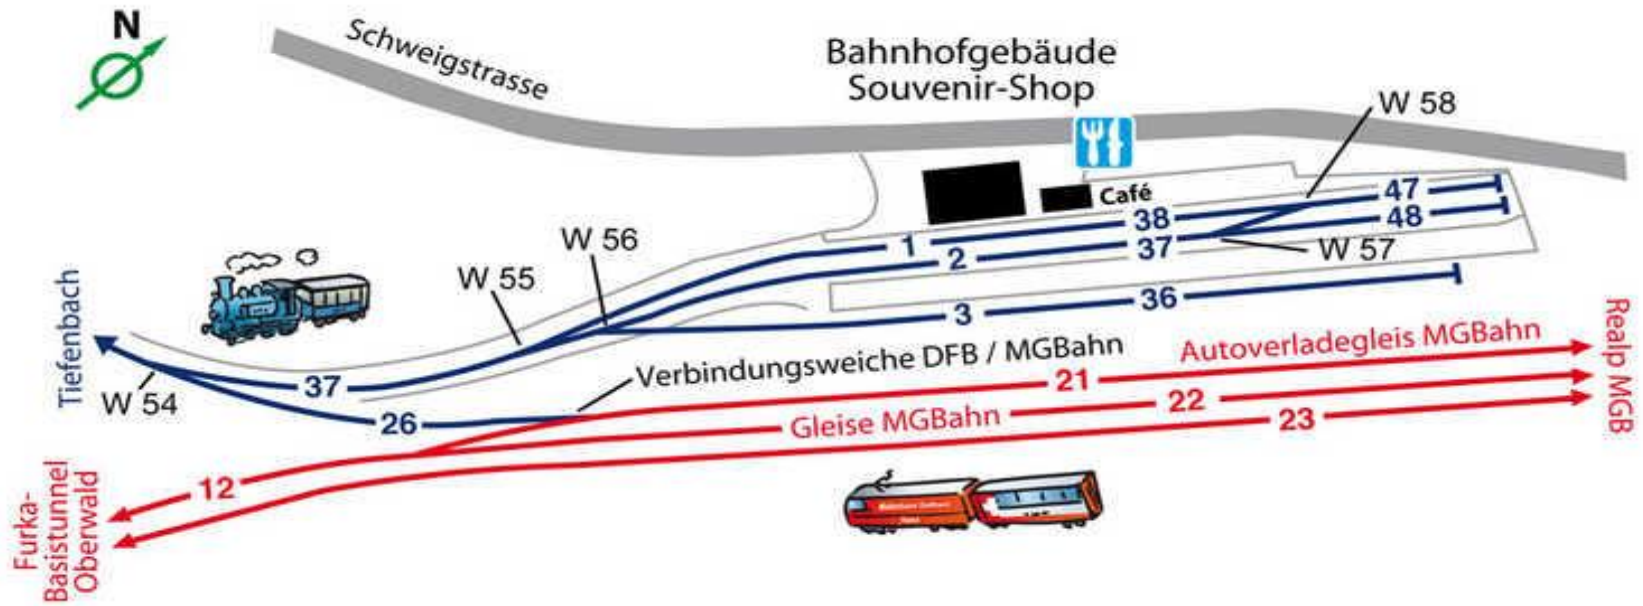 N
Schweigstrasse
Bahnhofgebäude
Souvenir-Shop
W 58
Café
47
38
48
1
37
2
W 57
W 56
W 55
36
3
Tiefenbach
W 54
37
26
Verbindungsweiche DFB / MGBahn
Autoverladegleis MGBahn
21
22
Gleise MGBahn
23
Realp MGB
12
Furka-
Basistunnel
Oberwald